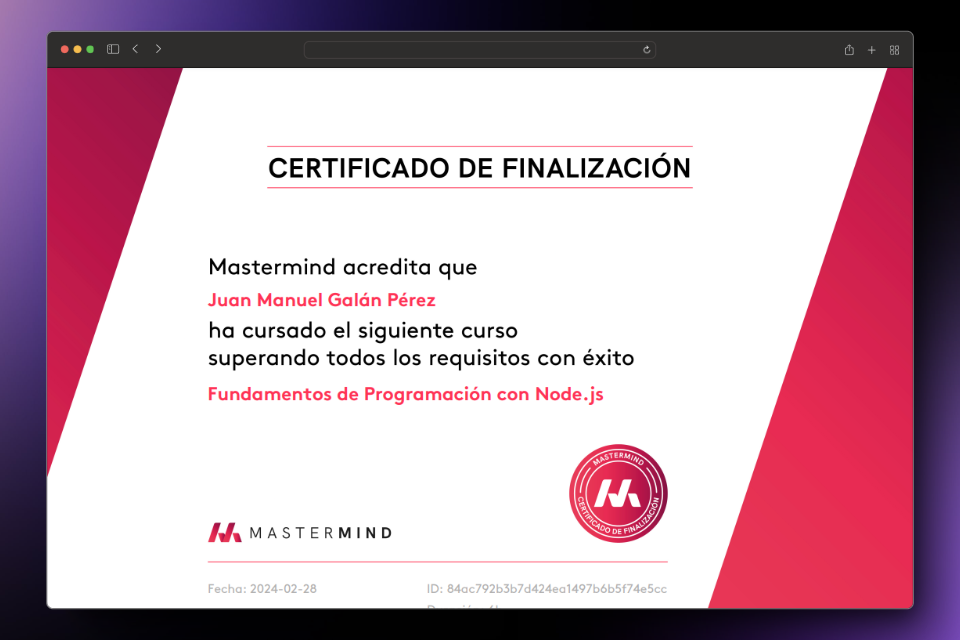 CERTIFICADO DE FINALIZACIÓN
Mastermind acredita que
Juan Manuel Galán Pérez
ha cursado el siguiente curso
superando todos los requisitos con éxito
Fundamentos de Programación con Node.js
MASTERMIND
CERTIFICADO DE FINALIZACIÓN
MASTERMIND
Fecha: 2024-02-28
ID: 84ac792b3b7d424ea1497b6b5f74e5cc